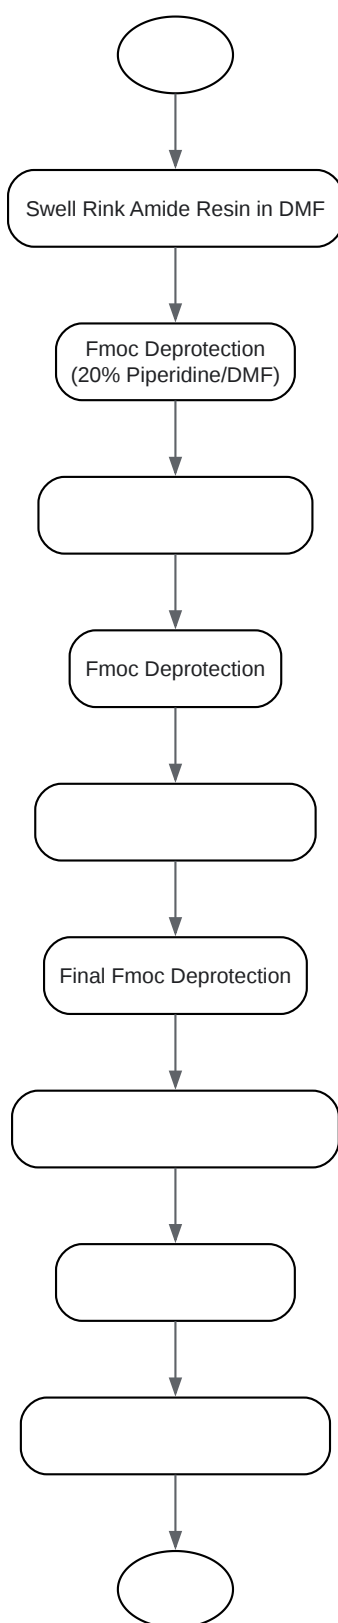 Swell Rink Amide Resin in DMF
Fmoc Deprotection
(20% Piperidine/DMF)
Fmoc Deprotection
Final Fmoc Deprotection